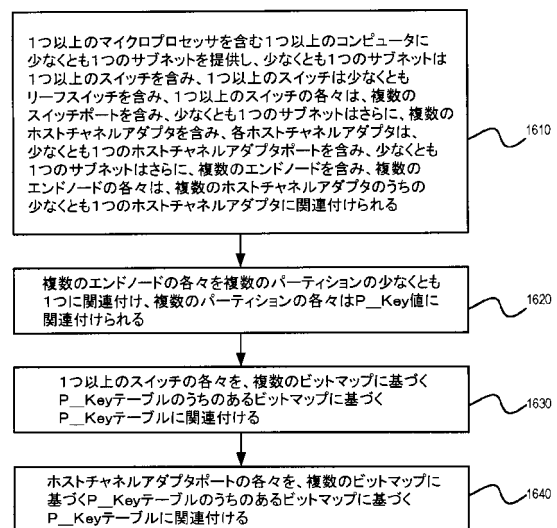 1つ以上のマイクロプロセッサを含む1つ以上のコンピュータに
少なくとも1つのサブネットを提供し、少なくとも1つのサブネットは
1つ以上のスイッチを含み、1つ以上のスイッチは少なくとも
リーフスイッチを含み、1つ以上のスイッチの各々は、複数の
スイッチポートを含み、少なくとも1つのサブネットはさらに、複数の
ホストチャネルアダプタを含み、各ホストチャネルアダプタは、
少なくとも1つのホストチャネルアダプタポートを含み、少なくとも
1つのサブネットはさらに、複数のエンドノードを含み、複数の
エンドノードの各々は、複数のホストチャネルアダプタのうちの
少なくとも1つのホストチャネルアダプタに関連付けられる
1610
複数のエンドノードの各々を複数のパーティションの少なくとも
1つに関連付け、複数のパーティションの各々はP__Key値に
関連付けられる
1620
1つ以上のスイッチの各々を、複数のビットマップに基づく
P__Keyテーブルのうちのあるビットマップに基づく
P__Keyテーブルに関連付ける
1630
ホストチャネルアダプタポートの各々を、複数のビットマップに
基づくP__Keyテーブルのうちのあるビットマップに基づく
P__Keyテーブルに関連付ける
1640